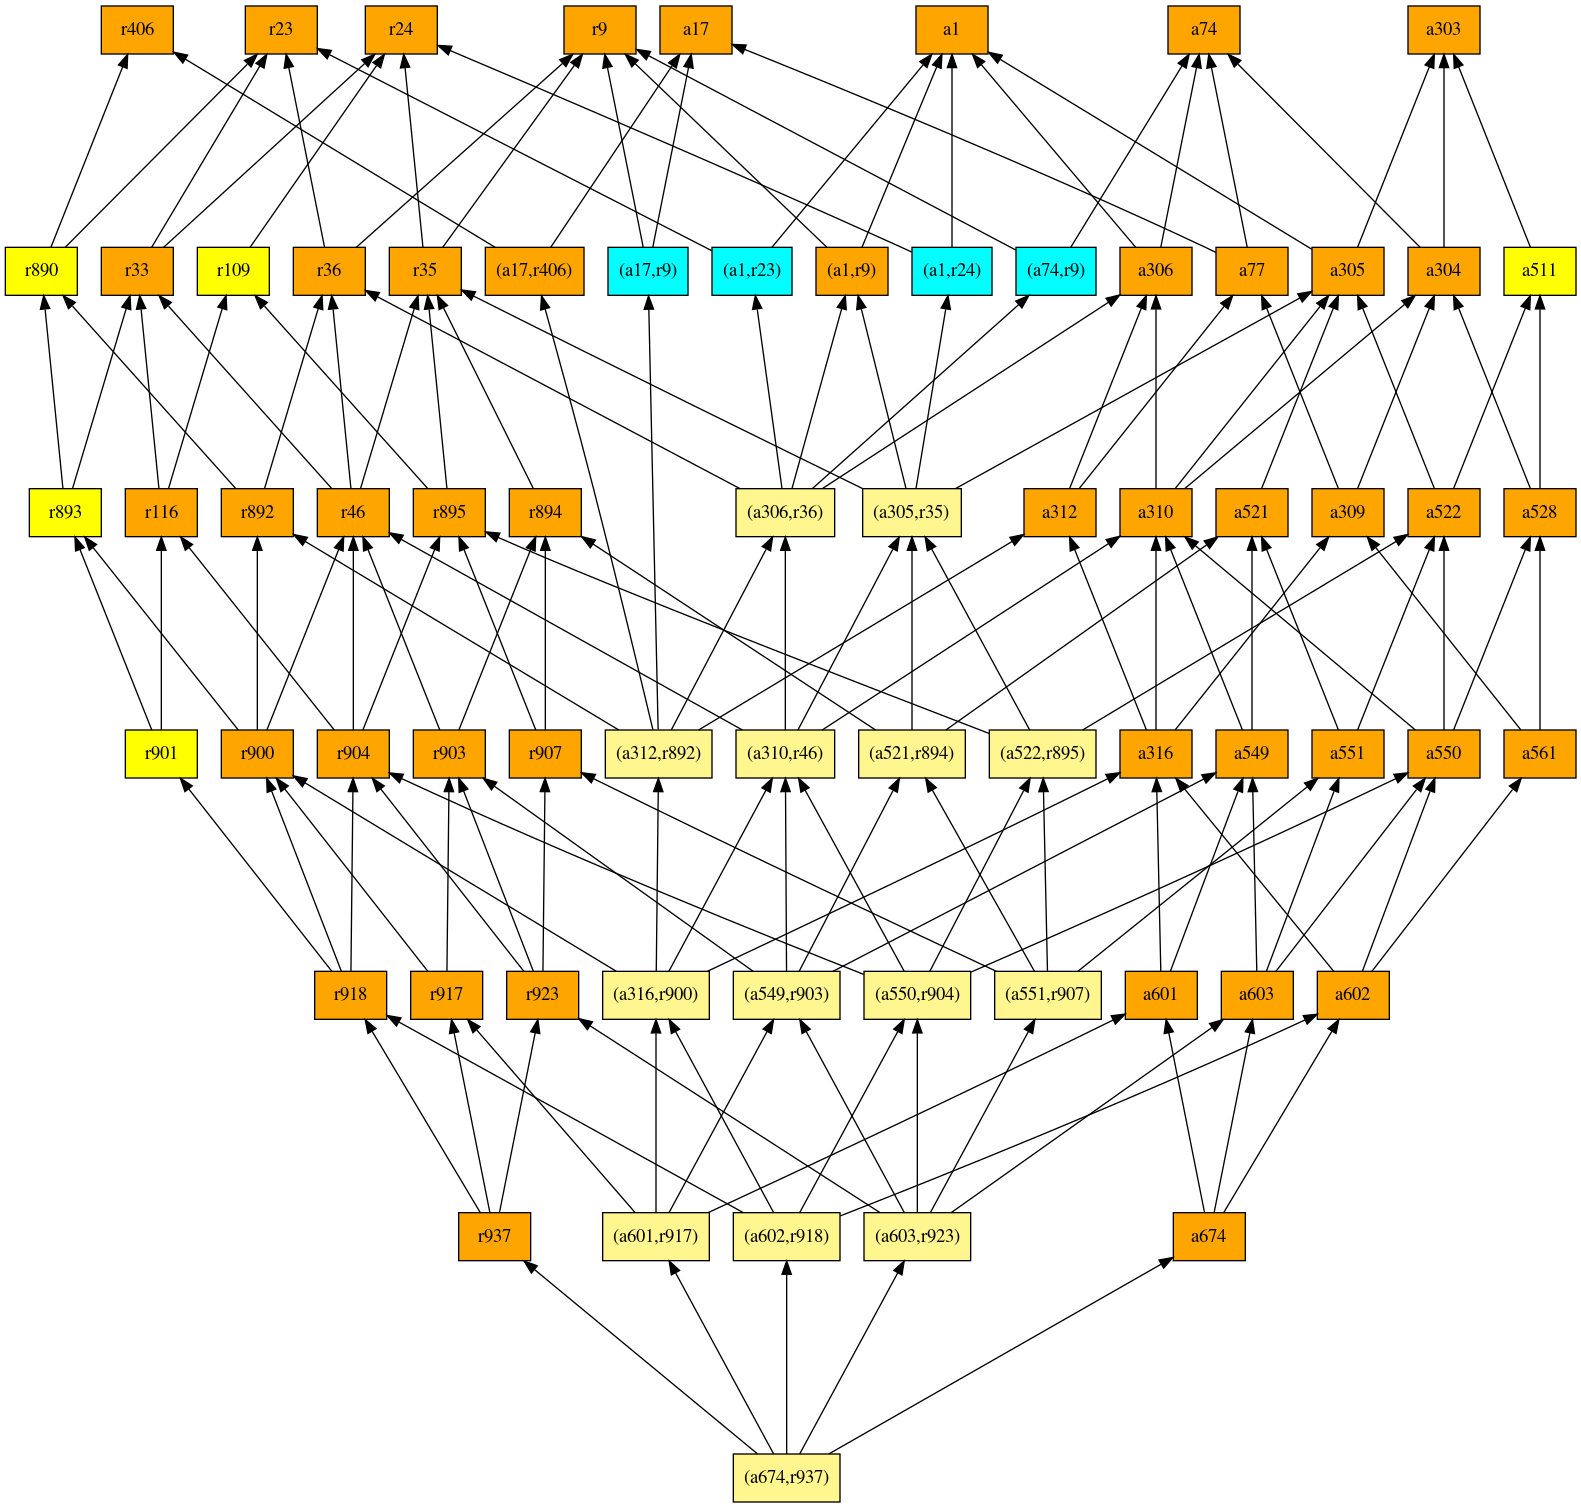 r406 r23 r24 r9 a17 a1 a74 a303
r890 r33 r109 r36 r35 (a17,r406) (a17,r9) (a1,r23) (a1,r9) (a1,r24) (a74,r9) a306 a77 a305 a304 a511
r893 r116 r892 r46 r895 r894 (a306,r36) (a305,r35) a312 a310 a521 a309 a522 a528
r901 r900 r904 r903 r907 (a312,r892) (a310,r46) (a521,r894) (a522,r895) a316 a549 a551 a550 a561
r918 r917 r923 (a316,r900) (a549,r903) (a550,r904) (a551,r907) a601 a603 a602
r937 (a601,r917) (a602,r918) (a603,r923) a674
(a674,r937)